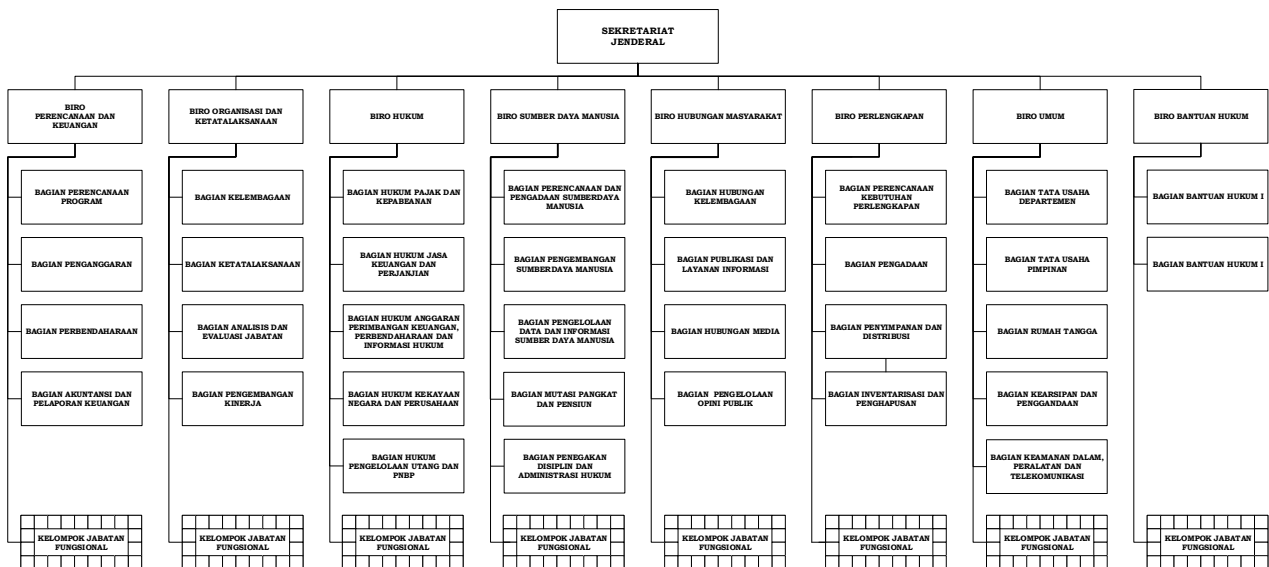 SEKRETARIAT
JENDERAL
BIRO
PERENCANAAN DAN
KEUANGAN
BIRO ORGANISASI DAN
KETATALAKSANAAN
BIRO HUKUM
BIRO SUMBER DAYA MANUSIA
BIRO HUBUNGAN MASYARAKAT
BIRO PERLENGKAPAN
BIRO UMUM
BIRO BANTUAN HUKUM
BAGIAN PERENCANAAN
PROGRAM
BAGIAN KELEMBAGAAN
BAGIAN HUKUM PAJAK DAN
KEPABEANAN
BAGIAN PERENCANAAN DAN
PENGADAAN SUMBERDAYA
MANUSIA
BAGIAN HUBUNGAN
KELEMBAGAAN
BAGIAN PERENCANAAN
KEBUTUHAN
PERLENGKAPAN
BAGIAN TATA USAHA
DEPARTEMEN
BAGIAN BANTUAN HUKUM I
BAGIAN PENGANGGARAN
BAGIAN KETATALAKSANAAN
BAGIAN HUKUM JASA
KEUANGAN DAN
PERJANJIAN
BAGIAN PENGEMBANGAN
SUMBERDAYA MANUSIA
BAGIAN PUBLIKASI DAN
LAYANAN INFORMASI
BAGIAN PENGADAAN
BAGIAN TATA USAHA
PIMPINAN
BAGIAN BANTUAN HUKUM I
BAGIAN PERBENDAHARAAN
BAGIAN ANALISIS DAN
EVALUASI JABATAN
BAGIAN HUKUM ANGGARAN
PERIMBANGAN KEUANGAN,
PERBENDAHARAAN DAN
INFORMASI HUKUM
BAGIAN PENGELOLAAN
DATA DAN INFORMASI
SUMBER DAYA MANUSIA
BAGIAN HUBUNGAN MEDIA
BAGIAN PENYIMPANAN DAN
DISTRIBUSI
BAGIAN RUMAH TANGGA
BAGIAN AKUNTANSI DAN
PELAPORAN KEUANGAN
BAGIAN PENGEMBANGAN
KINERJA
BAGIAN HUKUM KEKAYAAN
NEGARA DAN PERUSAHAAN
BAGIAN MUTASI PANGKAT
DAN PENSIUN
BAGIAN PENGELOLAAN
OPINI PUBLIK
BAGIAN INVENTARISASI DAN
PENGHAPUSAN
BAGIAN KEARSIPAN DAN
PENGGANDAAN
BAGIAN HUKUM
PENGELOLAAN UTANG DAN
PNBP
BAGIAN PENEGAKAN
DISIPLIN DAN
ADMINISTRASI HUKUM
BAGIAN KEAMANAN DALAM,
PERALATAN DAN
TELEKOMUNIKASI
KELOMPOK JABATAN
FUNGSIONAL
KELOMPOK JABATAN
FUNGSIONAL
KELOMPOK JABATAN
FUNGSIONAL
KELOMPOK JABATAN
FUNGSIONAL
KELOMPOK JABATAN
FUNGSIONAL
KELOMPOK JABATAN
FUNGSIONAL
KELOMPOK JABATAN
FUNGSIONAL
KELOMPOK JABATAN
FUNGSIONAL